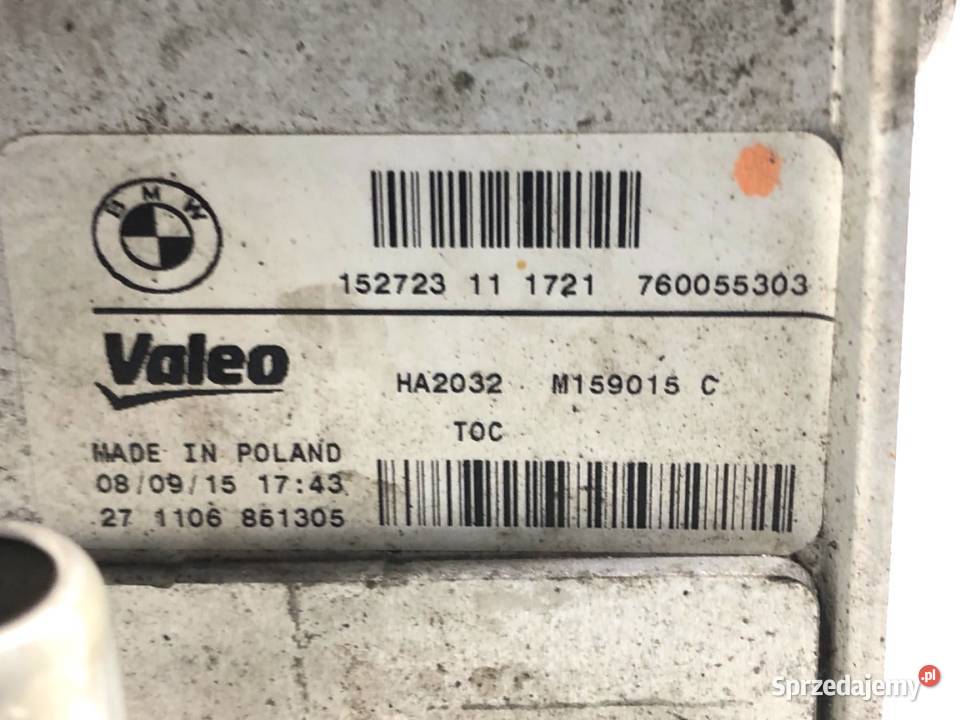 BMW
152723 11 1721 760055303
Valeo
HA2032 M159015 C
TOC
MADE IN POLAND
08/09/15 17:43
27 1106 861305
Sprzedajemy.pl